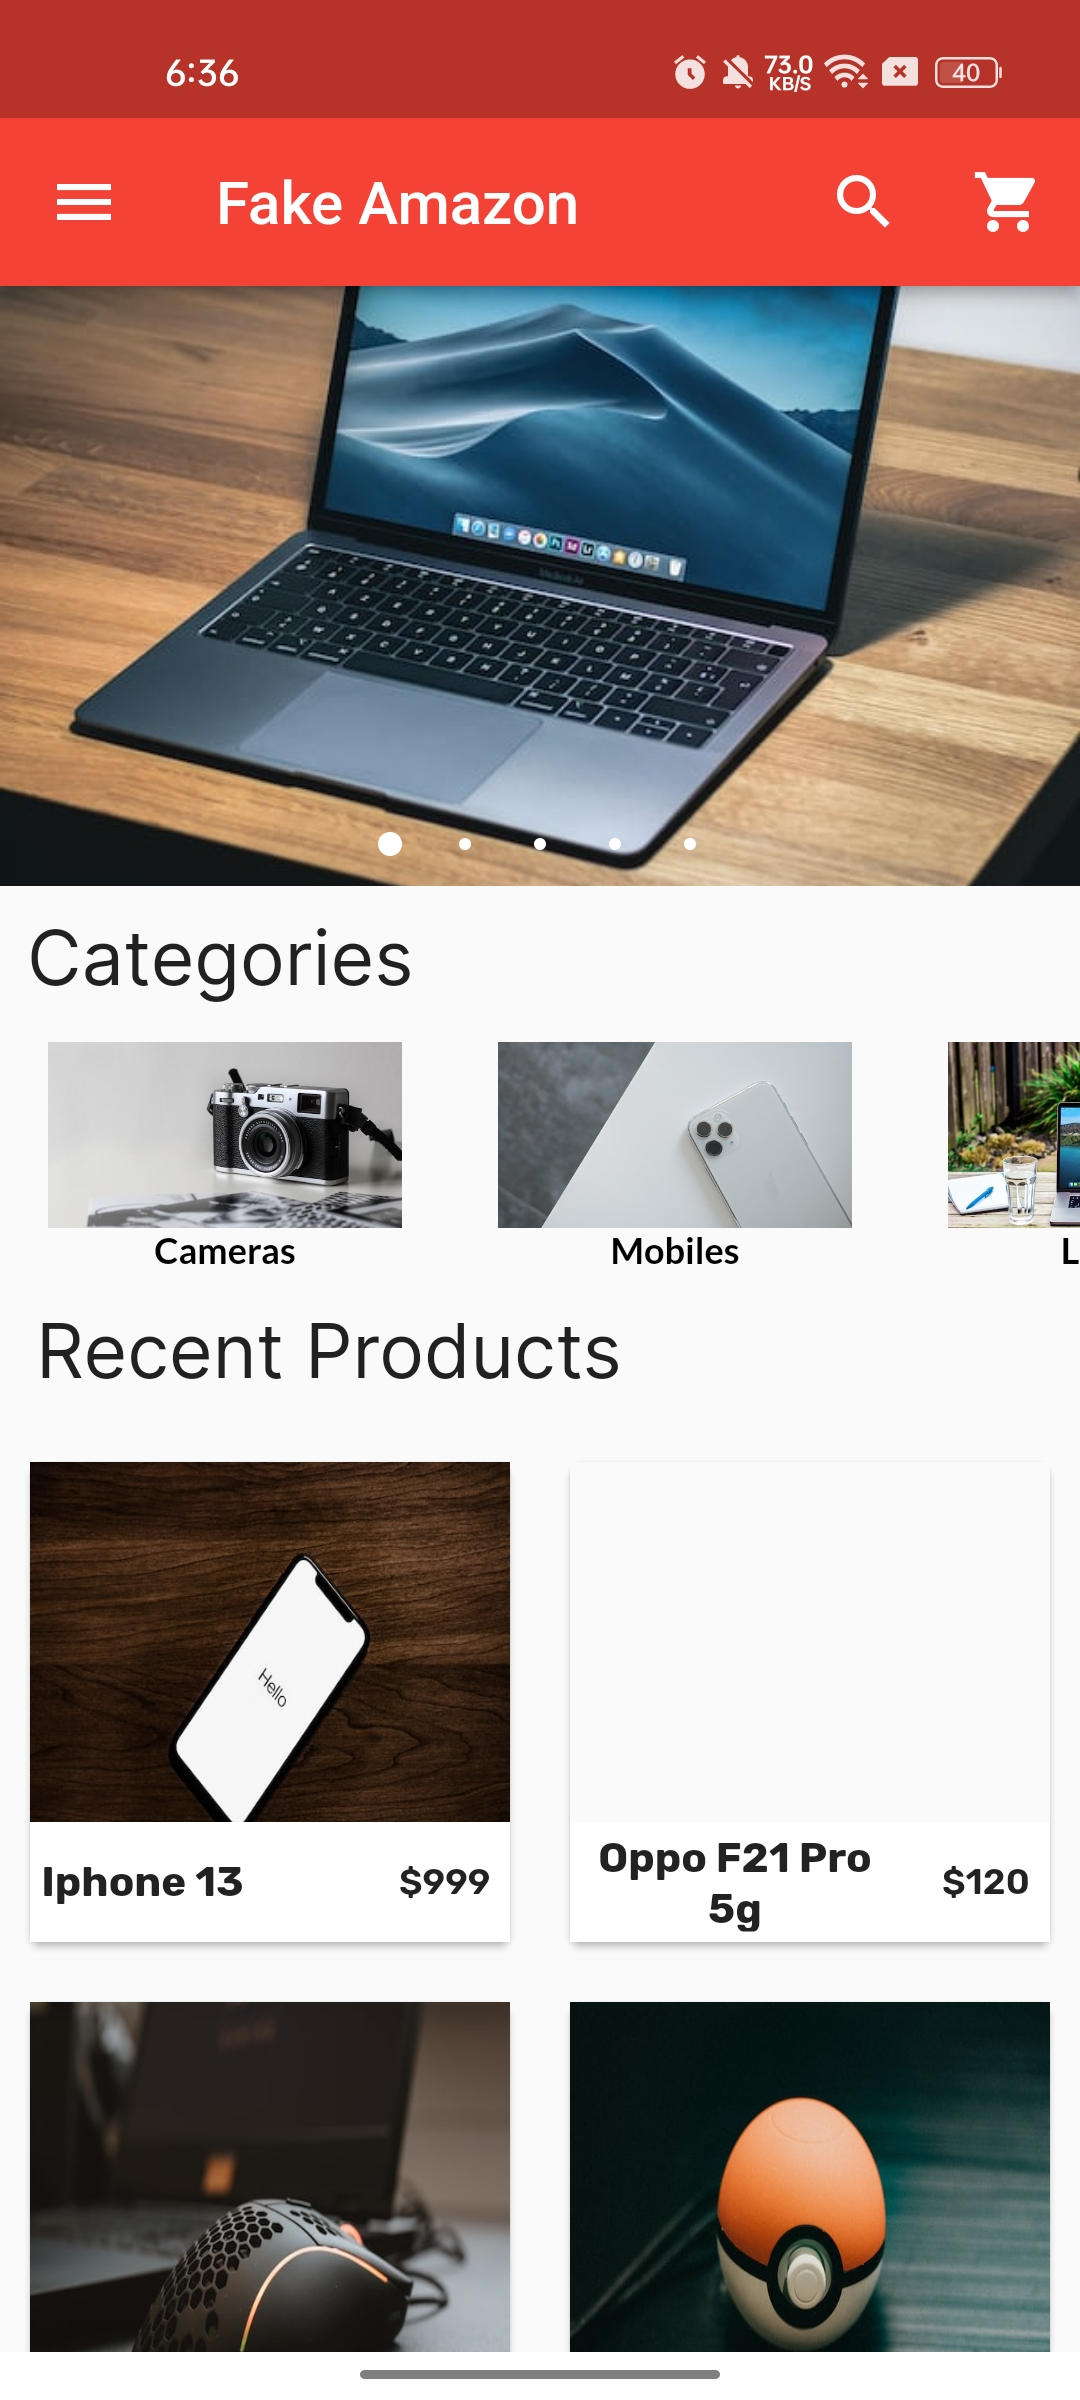 6:36
73.0
KB/S
40
Fake Amazon
Categories
Cameras
Mobiles
L
Recent Products
Hello
Iphone 13
$999
Oppo F21 Pro
5g
$120